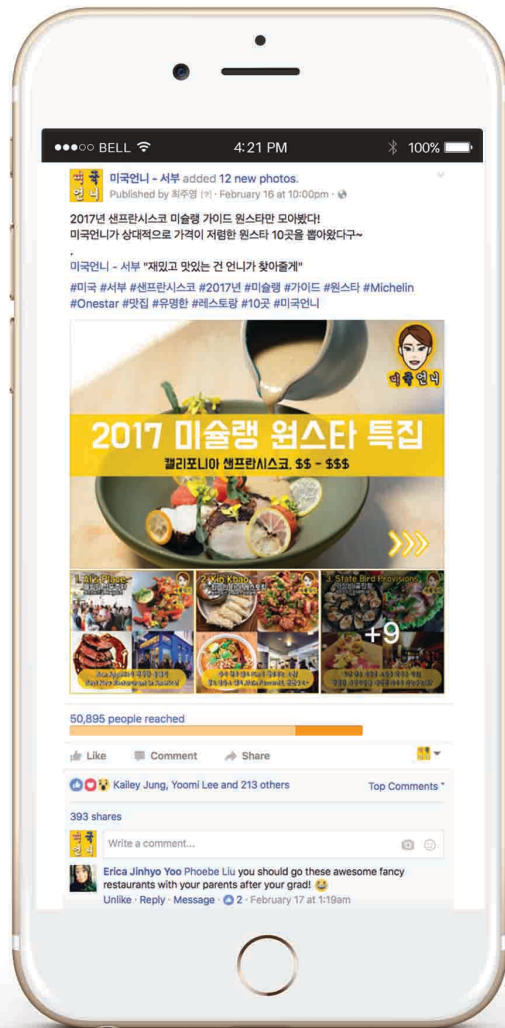 BELL 4:21 PM 100%
미국언니 - 서부 added 12 new photos.
Published by 최주영 [?] · February 16 at 10:00pm ·
2017년 샌프란시스코 미슐랭 가이드 원스타만 모아봤다!
미국언니가 상대적으로 가격이 저렴한 원스타 10곳을 뽑아왔다구~
.
미국언니 - 서부 "재밌고 맛있는 건 언니가 찾아줄게"
#미국 #서부 #샌프란시스코 #2017년 #미슐랭 #가이드 #원스타 #Michelin
#Onestar #맛집 #유명한 #레스토랑 #10곳 #미국언니
미국언니
2017 미슐랭 원스타 특집
캘리포니아 샌프란시스코, $$ - $$$
1. Al's Place
2. Kin Khao
3. State Bird Provisions
+9
50,895 people reached
Like Comment Share
Kailey Jung, Yoomi Lee and 213 others Top Comments
393 shares
미국
언니
Write a comment...
Erica Jinhyo Yoo Phoebe Liu you should go these awesome fancy
restaurants with your parents after your grad!
Unlike · Reply · Message · 2 · February 17 at 1:19am